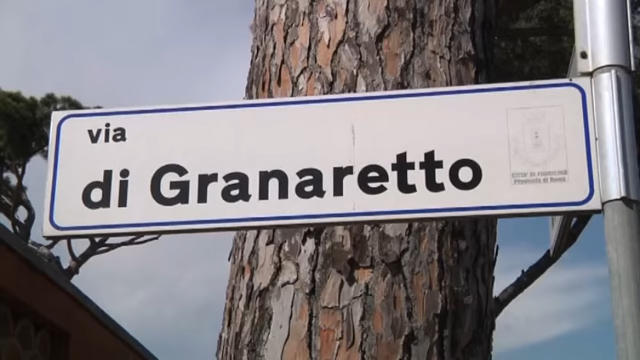 via
di Granaretto
CITTA' DI FIUMICINO
Provincia di Roma